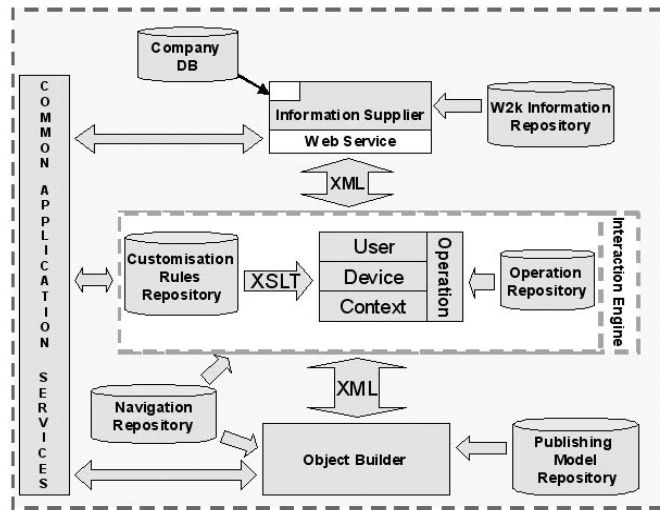 Company
DB
Information Supplier
Web Service
W2k Information
Repository
COMMON APPLICATION SERVICES
XML
Customisation
Rules
Repository
XSLT
User
Device
Context
Operation
Operation
Repository
Interaction Engine
XML
Navigation
Repository
Object Builder
Publishing
Model
Repository